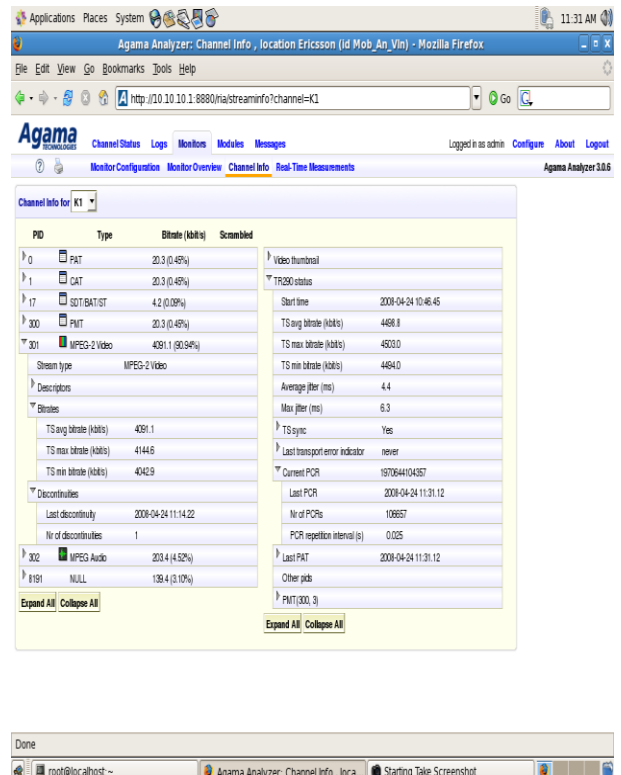 Applications Places System 11:31 AM
Agama Analyzer: Channel Info , location Ericsson (id Mob_An_Vln) - Mozilla Firefox
File Edit View Go Bookmarks Tools Help
http://10.10.10.1:8880/ria/streaminfo?channel=K1 Go
Agama TECHNOLOGIES Channel Status Logs Monitors Modules Messages Logged in as admin Configure About Logout
Monitor Configuration Monitor Overview Channel Info Real-Time Measurements Agama Analyzer 3.0.6
Channel Info for K1
PID Type Bitrate (kbit/s) Scrambled
0 PAT 20.3 (0.45%)
1 CAT 20.3 (0.45%)
17 SDT/BAT/ST 4.2 (0.09%)
300 PMT 20.3 (0.45%)
301 MPEG-2 Video 4091.1 (90.94%)
Stream type MPEG-2 Video
Descriptors
Bitrates
TS avg bitrate (kbit/s) 4091.1
TS max bitrate (kbit/s) 4144.6
TS min bitrate (kbit/s) 4042.9
Discontinuities
Last discontinuity 2008-04-24 11:14.22
Nr of discontinuities 1
302 MPEG Audio 203.4 (4.52%)
8191 NULL 139.4 (3.10%)
Expand All Collapse All
Video thumbnail
TR290 status
Start time 2008-04-24 10:46.45
TS avg bitrate (kbit/s) 4498.8
TS max bitrate (kbit/s) 4503.0
TS min bitrate (kbit/s) 4494.0
Average jitter (ms) 4.4
Max jitter (ms) 6.3
TS sync Yes
Last transport error indicator never
Current PCR 1970644104357
Last PCR 2008-04-24 11:31.12
Nr of PCRs 106657
PCR repetition interval (s) 0.025
Last PAT 2008-04-24 11:31.12
Other pids
PMT(300, 3)
Expand All Collapse All
Done
root@localhost:~ Agama Analyzer: Channel Info , loca Starting Take Screenshot